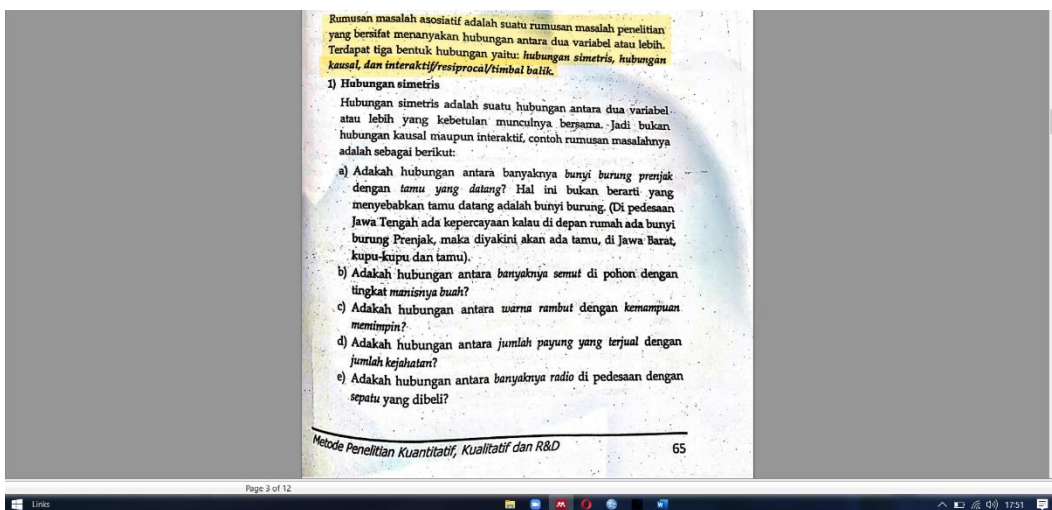 Rumusan masalah asosiatif adalah suatu rumusan masalah penelitian
yang bersifat menanyakan hubungan antara dua variabel atau lebih.
Terdapat tiga bentuk hubungan yaitu: hubungan simetris, hubungan
kausal, dan interaktif/resiprocal/timbal balik.
1) Hubungan simetris
Hubungan simetris adalah suatu hubungan antara dua variabel
atau lebih yang kebetulan munculnya bersama. Jadi bukan
hubungan kausal maupun interaktif, contoh rumusan masalahnya
adalah sebagai berikut:
a) Adakah hubungan antara banyaknya bunyi burung prenjak
dengan tamu yang datang? Hal ini bukan berarti yang
menyebabkan tamu datang adalah bunyi burung. (Di pedesaan
Jawa Tengah ada kepercayaan kalau di depan rumah ada bunyi
burung Prenjak, maka diyakini akan ada tamu, di Jawa Barat,
kupu-kupu dan tamu).
b) Adakah hubungan antara banyaknya semut di pohon dengan
tingkat manisnya buah?
c) Adakah hubungan antara warna rambut dengan kemampuan
memimpin?
d) Adakah hubungan antara jumlah payung yang terjual dengan
jumlah kejahatan?
e) Adakah hubungan antara banyaknya radio di pedesaan dengan
sepatu yang dibeli?
Metode Penelitian Kuantitatif, Kualitatif dan R&D 65
Page 3 of 12
Links 17:51